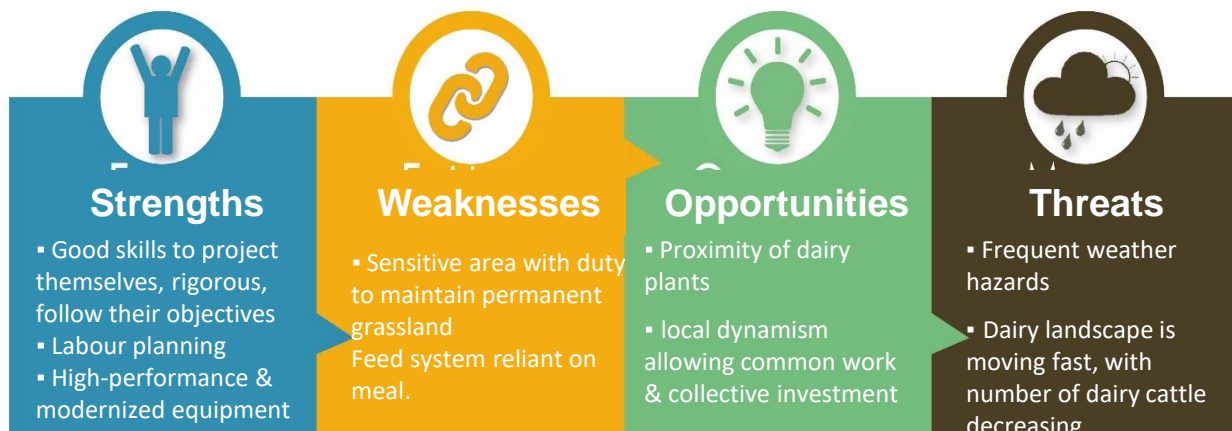 Strengths
▪ Good skills to project
themselves, rigorous,
follow their objectives
▪ Labour planning
▪ High-performance &
modernized equipment
Weaknesses
▪ Sensitive area with duty
to maintain permanent
grassland
Feed system reliant on
meal.
Opportunities
▪ Proximity of dairy
plants
▪ local dynamism
allowing common work
& collective investment
Threats
▪ Frequent weather
hazards
▪ Dairy landscape is
moving fast, with
number of dairy cattle
decreasing